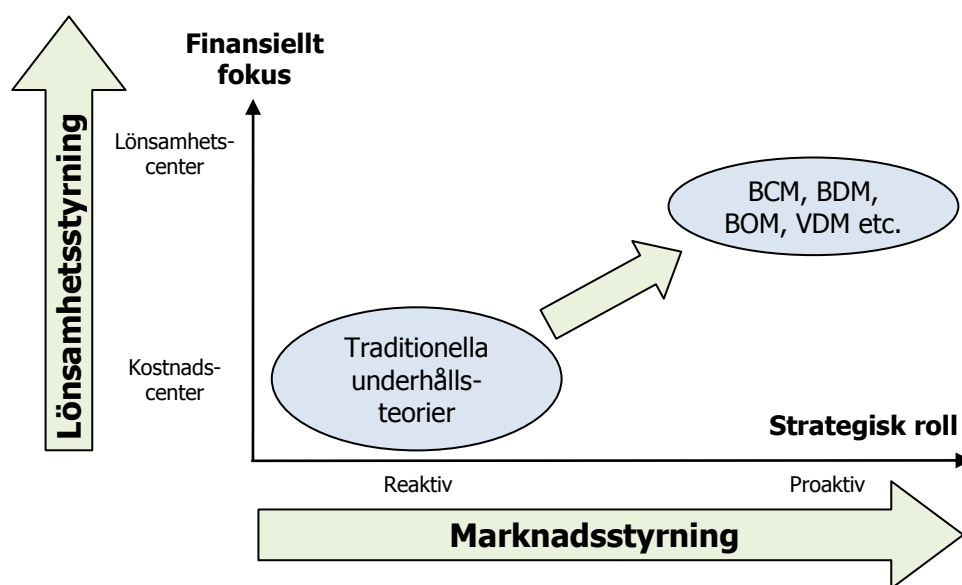 Finansiellt
fokus
Lönsamhetsstyrning
Lönsamhets-
center
BCM, BDM,
BOM, VDM etc.
Traditionella
underhålls-
teorier
Kostnads-
center
Strategisk roll
Reaktiv
Proaktiv
Marknadsstyrning